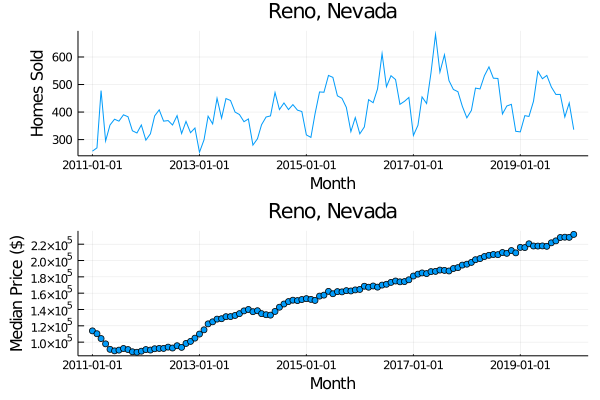 Reno, Nevada
Homes Sold
600
500
400
300
2011-01-01 2013-01-01 2015-01-01 2017-01-01 2019-01-01
Month
Reno, Nevada
Median Price ($)
2.2×10⁵
2.0×10⁵
1.8×10⁵
1.6×10⁵
1.4×10⁵
1.2×10⁵
1.0×10⁵
2011-01-01 2013-01-01 2015-01-01 2017-01-01 2019-01-01
Month